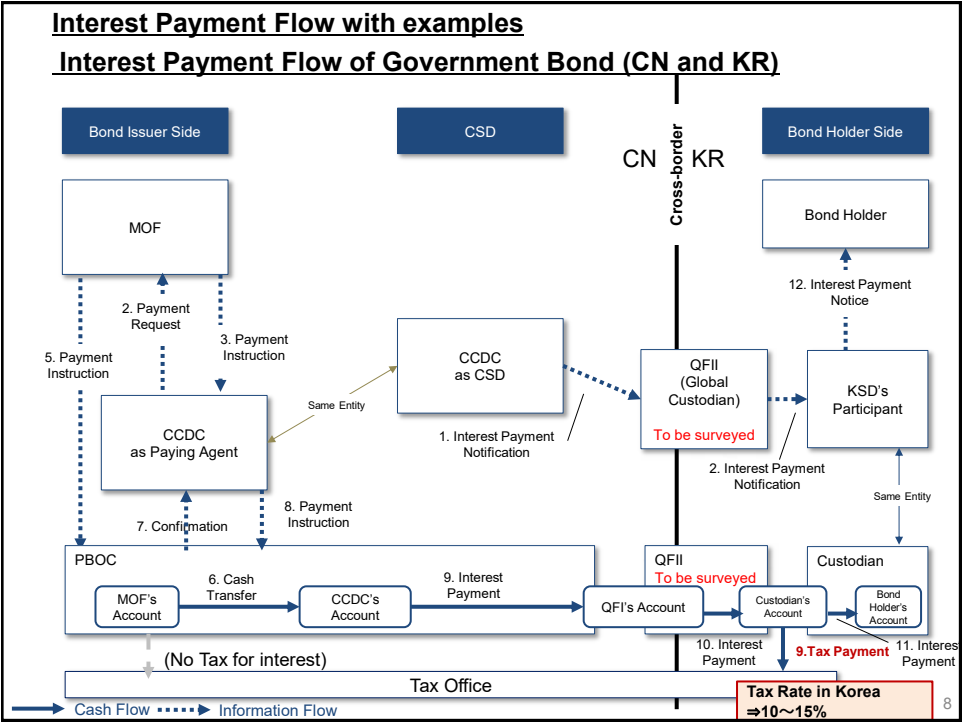 Interest Payment Flow with examples
Interest Payment Flow of Government Bond (CN and KR)
Bond Issuer Side
CSD
Bond Holder Side
CN
Cross-border
KR
MOF
Bond Holder
2. Payment
Request
3. Payment
Instruction
5. Payment
Instruction
12. Interest Payment
Notice
CCDC
as CSD
QFII
(Global
Custodian)
To be surveyed
KSD's
Participant
CCDC
as Paying Agent
Same Entity
1. Interest Payment
Notification
2. Interest Payment
Notification
Same Entity
7. Confirmation
8. Payment
Instruction
PBOC
QFII
To be surveyed
Custodian
MOF's
Account
6. Cash
Transfer
CCDC's
Account
9. Interest
Payment
QFI's Account
Custodian's
Account
Bond
Holder's
Account
10. Interest
Payment
9.Tax Payment
11. Interest
Payment
(No Tax for interest)
Tax Office
Tax Rate in Korea
⇒10～15%
Cash Flow
Information Flow
8